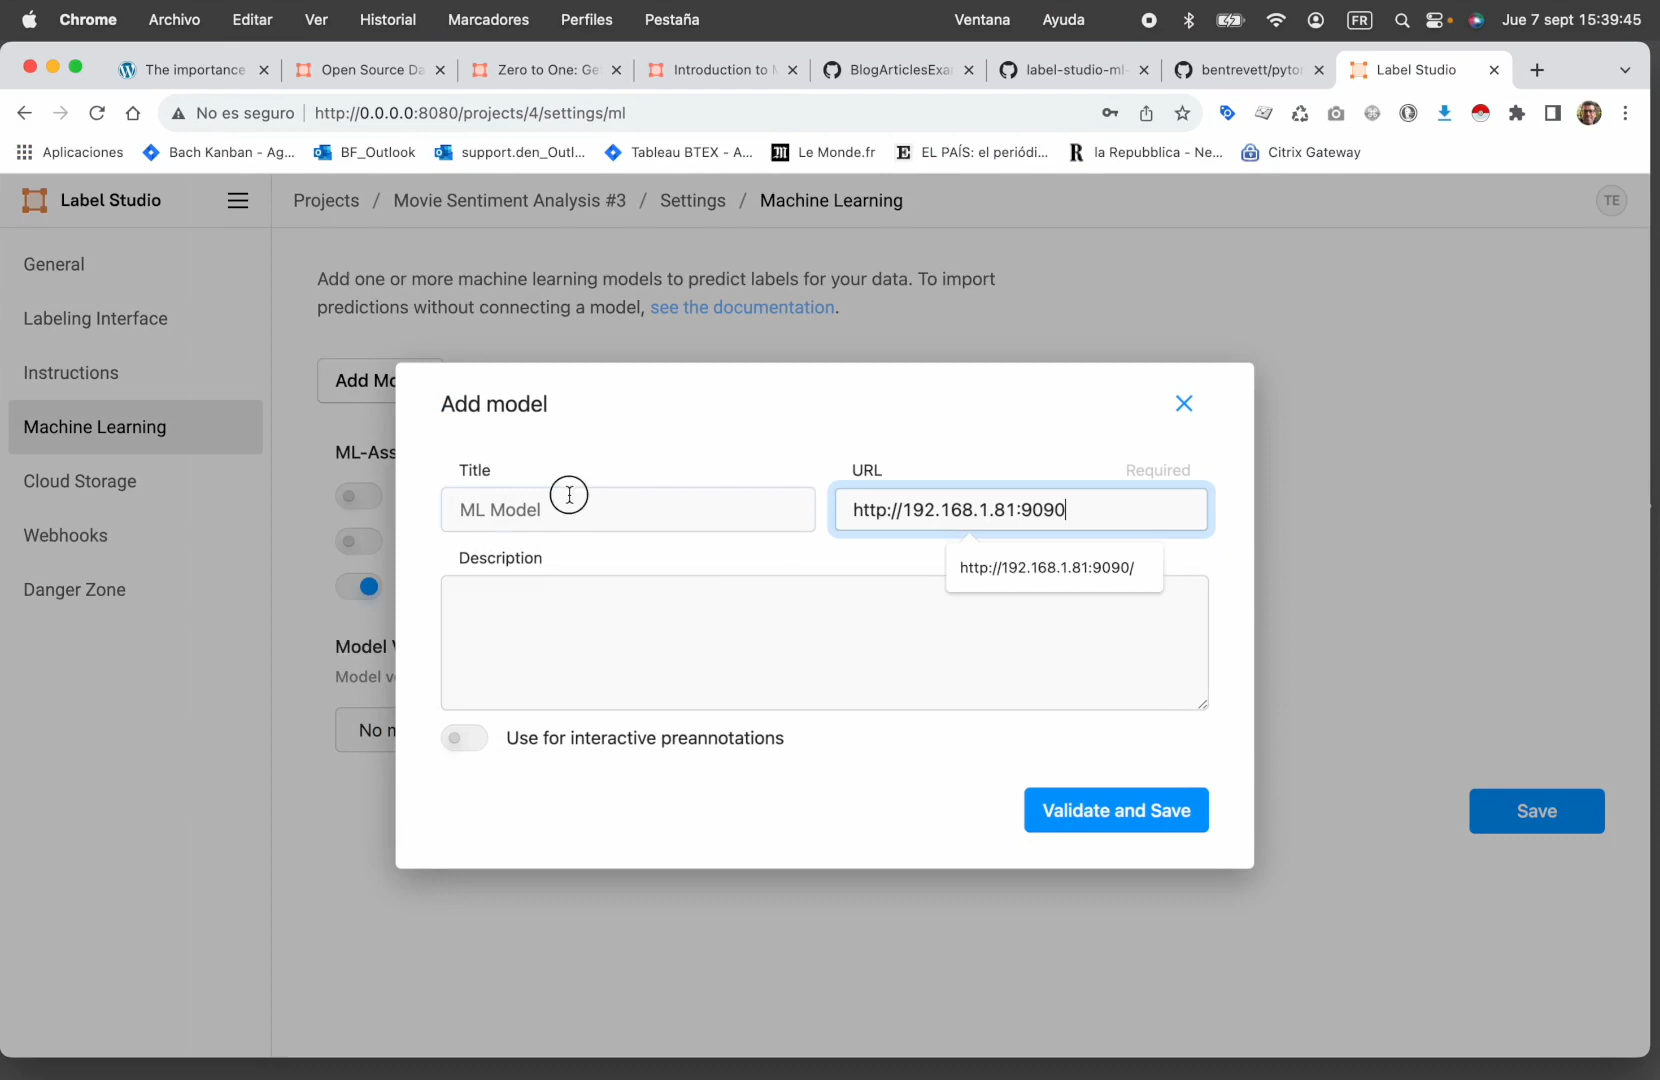 Chrome Archivo Editar Ver Historial Marcadores Perfiles Pestaña Ventana Ayuda FR Jue 7 sept 15:39:45
The importance Open Source Da Zero to One: Ge Introduction to BlogArticlesExa label-studio-ml- bentrevett/pytor Label Studio
No es seguro http://0.0.0.0:8080/projects/4/settings/ml
Aplicaciones Bach Kanban - Ag... BF_Outlook support.den_Outl... Tableau BTEX - A... Le Monde.fr E EL PAÍS: el periódi... R la Repubblica - Ne... Citrix Gateway
Label Studio Projects / Movie Sentiment Analysis #3 / Settings / Machine Learning TE
General
Labeling Interface
Instructions
Machine Learning
Cloud Storage
Webhooks
Danger Zone
Add one or more machine learning models to predict labels for your data. To import
predictions without connecting a model, see the documentation.
Add Mo
ML-Ass
Model V
Model v
No n
Add model
Title URL Required
ML Model http://192.168.1.81:9090
http://192.168.1.81:9090/
Description
Use for interactive preannotations
Validate and Save
Save